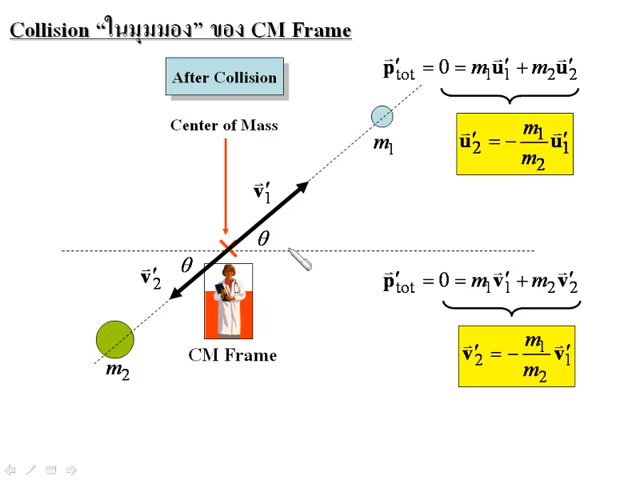 Collision “ในมุมมอง” ของ CM Frame
After Collision
Center of Mass
p⃗′tot = 0 = m₁u⃗′₁ + m₂u⃗′₂
u⃗′₂ = − m₁/m₂ u⃗′₁
m₁
v⃗′₁
θ
θ
v⃗′₂
p⃗′tot = 0 = m₁v⃗′₁ + m₂v⃗′₂
v⃗′₂ = − m₁/m₂ v⃗′₁
CM Frame
m₂